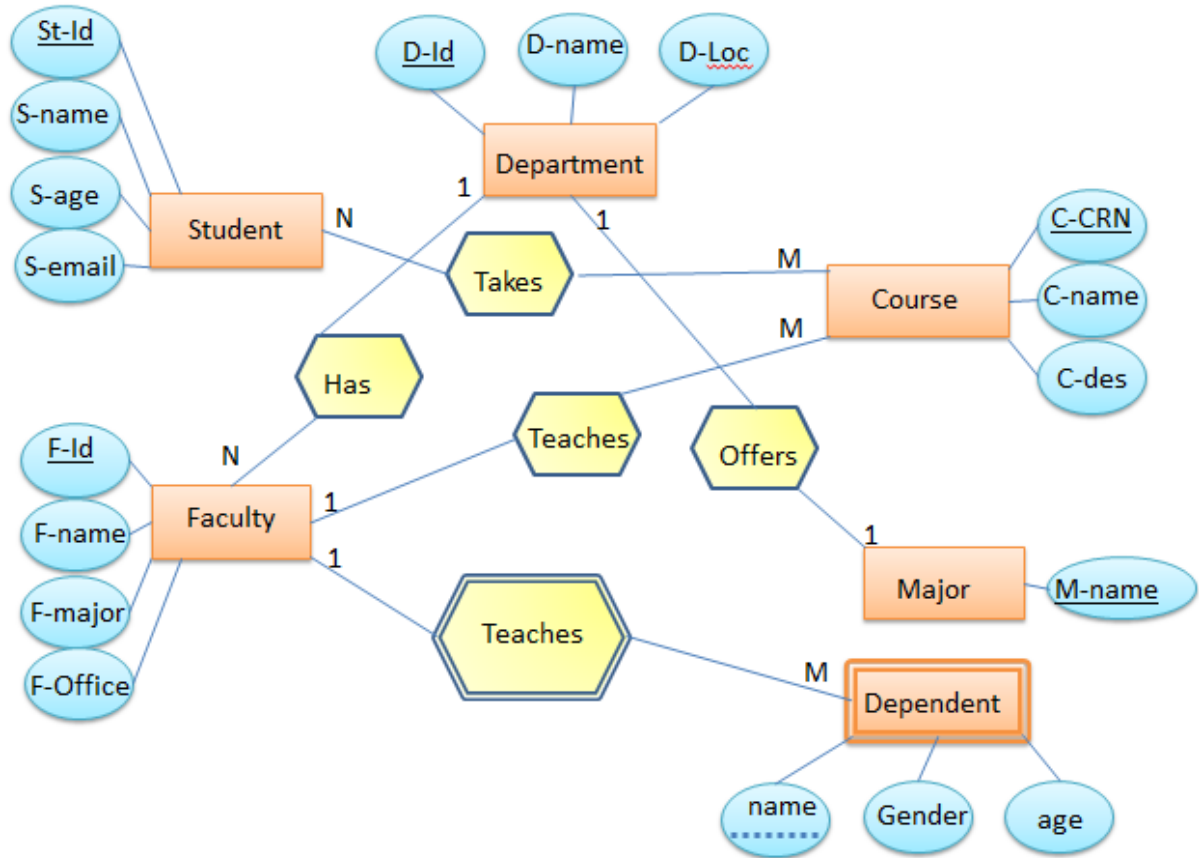 St-Id
D-Id
D-name
D-Loc
S-name
Department
S-age
1
N
1
C-CRN
Student
S-email
Takes
M
Course
C-name
M
Has
C-des
F-Id
N
Teaches
Offers
Faculty
1
F-name
1
1
Major
M-name
F-major
Teaches
F-Office
M
Dependent
name
Gender
age